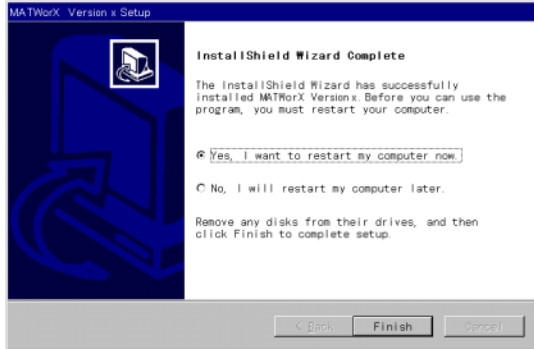 MATWorX Version x Setup
InstallShield Wizard Complete
The InstallShield Wizard has successfully
installed MATWorX Version x. Before you can use the
program, you must restart your computer.
Yes, I want to restart my computer now.
No, I will restart my computer later.
Remove any disks from their drives, and then
click Finish to complete setup.
< Back Finish Cancel